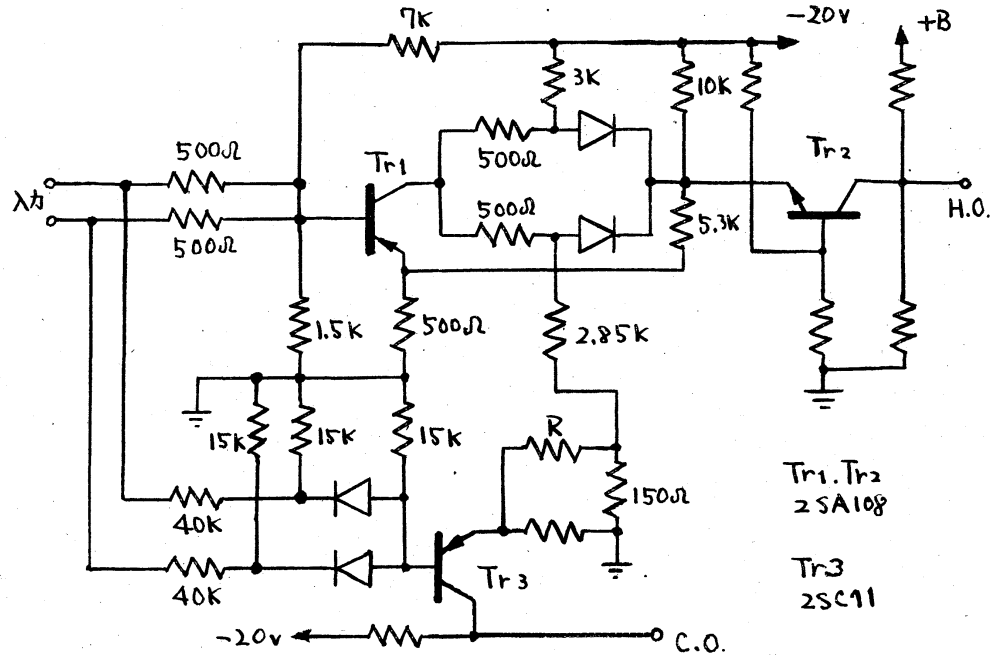 7K
-20v
+B
3K
10K
500Ω
Tr1
500Ω
Tr2
入力
500Ω
H.O.
500Ω
5.3K
1.5K
500Ω
2.85K
15K
15K
15K
R
150Ω
Tr1.Tr2
2SA108
40K
Tr3
Tr3
2SC91
40K
-20v
C.O.